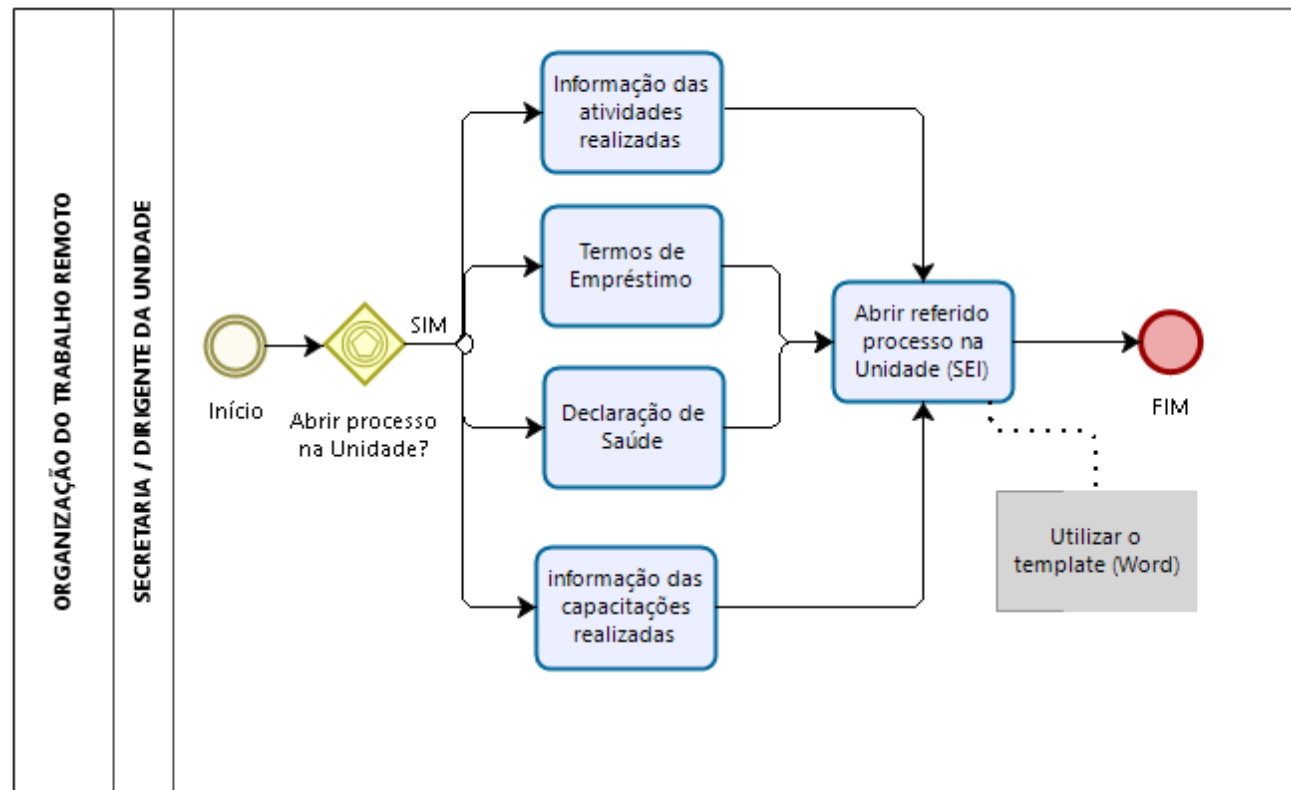 ORGANIZAÇÃO DO TRABALHO REMOTO
SECRETARIA / DIRIGENTE DA UNIDADE
Início
Abrir processo
na Unidade?
SIM
Informação das
atividades
realizadas
Termos de
Empréstimo
Declaração de
Saúde
informação das
capacitações
realizadas
Abrir referido
processo na
Unidade (SEI)
FIM
Utilizar o
template (Word)